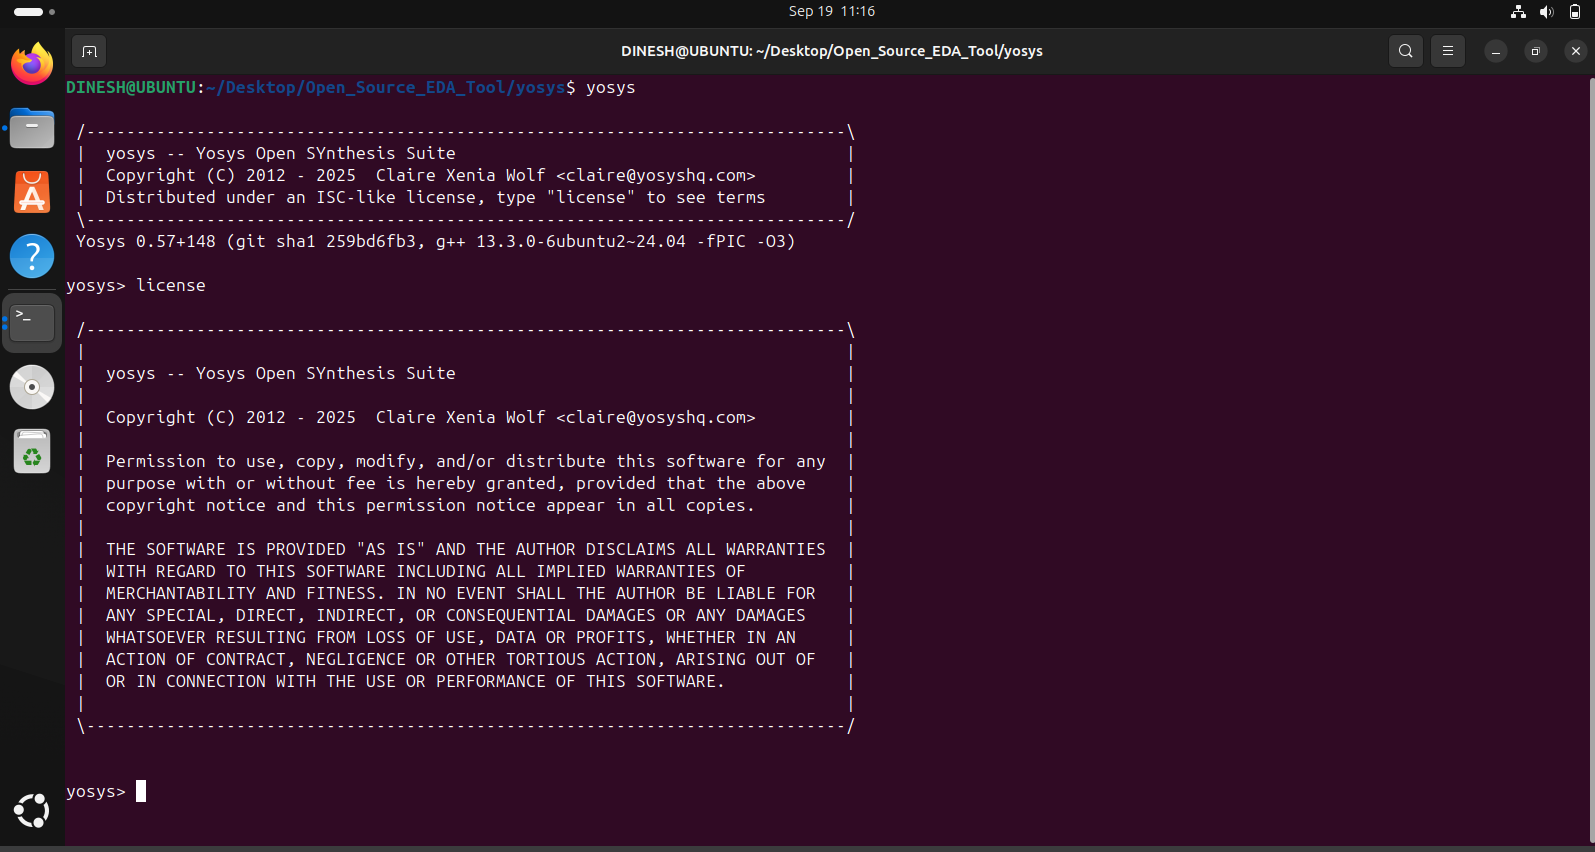 Sep 19 11:16
DINESH@UBUNTU: ~/Desktop/Open_Source_EDA_Tool/yosys
DINESH@UBUNTU:~/Desktop/Open_Source_EDA_Tool/yosys$ yosys
/----------------------------------------------------------------------------\
| yosys -- Yosys Open SYnthesis Suite |
| Copyright (C) 2012 - 2025 Claire Xenia Wolf <claire@yosyshq.com> |
| Distributed under an ISC-like license, type "license" to see terms |
\----------------------------------------------------------------------------/
Yosys 0.57+148 (git sha1 259bd6fb3, g++ 13.3.0-6ubuntu2~24.04 -fPIC -O3)
yosys> license
/----------------------------------------------------------------------------\
| |
| yosys -- Yosys Open SYnthesis Suite |
| |
| Copyright (C) 2012 - 2025 Claire Xenia Wolf <claire@yosyshq.com> |
| |
| Permission to use, copy, modify, and/or distribute this software for any |
| purpose with or without fee is hereby granted, provided that the above |
| copyright notice and this permission notice appear in all copies. |
| |
| THE SOFTWARE IS PROVIDED "AS IS" AND THE AUTHOR DISCLAIMS ALL WARRANTIES |
| WITH REGARD TO THIS SOFTWARE INCLUDING ALL IMPLIED WARRANTIES OF |
| MERCHANTABILITY AND FITNESS. IN NO EVENT SHALL THE AUTHOR BE LIABLE FOR |
| ANY SPECIAL, DIRECT, INDIRECT, OR CONSEQUENTIAL DAMAGES OR ANY DAMAGES |
| WHATSOEVER RESULTING FROM LOSS OF USE, DATA OR PROFITS, WHETHER IN AN |
| ACTION OF CONTRACT, NEGLIGENCE OR OTHER TORTIOUS ACTION, ARISING OUT OF |
| OR IN CONNECTION WITH THE USE OR PERFORMANCE OF THIS SOFTWARE. |
| |
\----------------------------------------------------------------------------/
yosys>